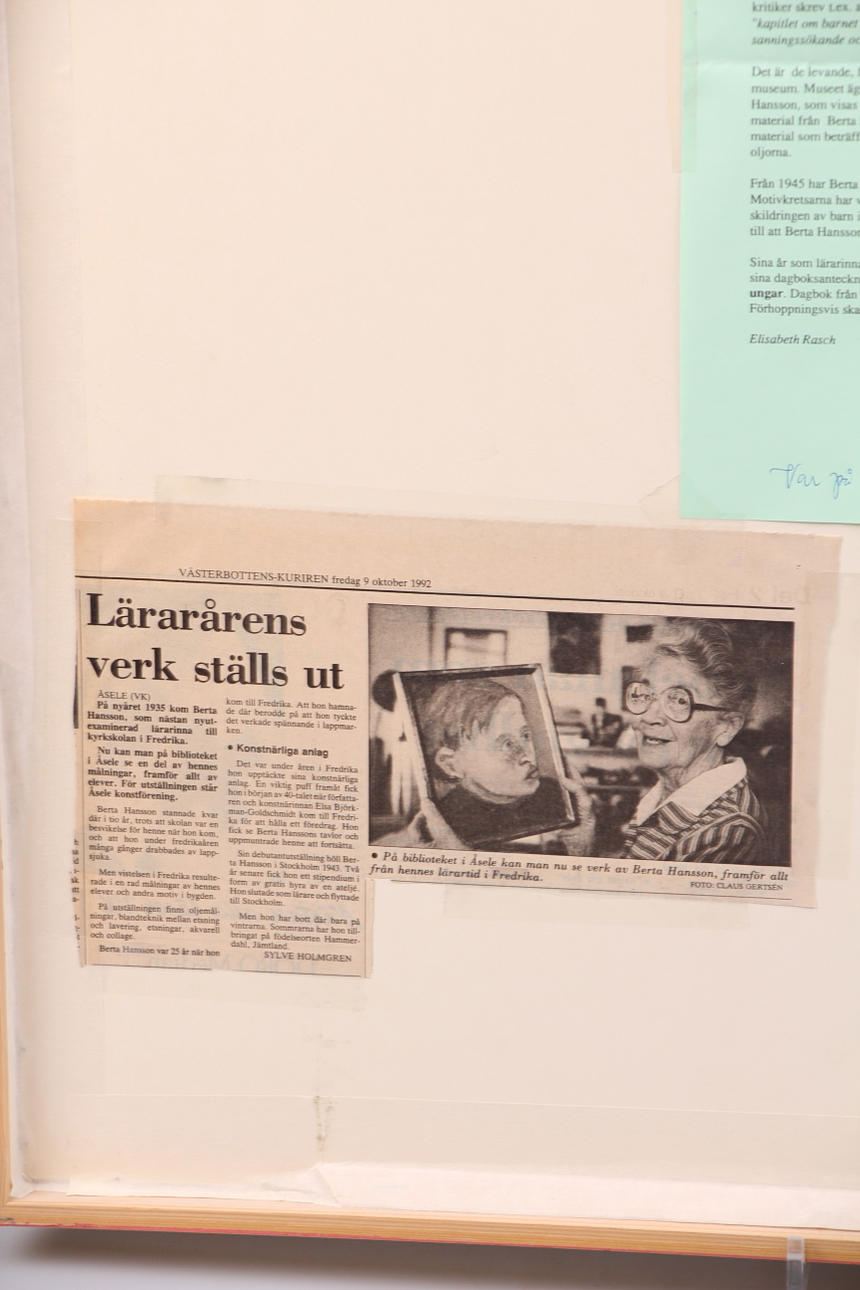 kritiker skrev t.ex.
"kapitlet om barnet
sanningssökande oc
Det är de levande,
museum. Museet äg
Hansson, som visas
material från Berta
material som beträff
oljorna.
Från 1945 har Berta
Motivkretsarna har v
skildringen av barn i
till att Berta Hansson
Sina år som lärarinna
sina dagboksanteckn
ungar. Dagbok från
Förhoppningsvis ska
Elisabeth Rasch
Var på
VÄSTERBOTTENS-KURIREN fredag 9 oktober 1992
Lärarårens
verk ställs ut
ÅSELE (VK)
På nyåret 1935 kom Berta
Hansson, som nästan nyut-
examinerad lärarinna till
kyrkskolan i Fredrika.
Nu kan man på biblioteket
i Åsele se en del av hennes
målningar, framför allt av
elever. För utställningen står
Åsele konstförening.
Berta Hansson stannade kvar
där i tio år, trots att skolan var en
besvikelse för henne när hon kom,
och att hon under fredrikaåren
många gånger drabbades av lapp-
sjuka.
Men vistelsen i Fredrika resulte-
rade i en rad målningar av hennes
elever och andra motiv i bygden.
På utställningen finns oljemål-
ningar, blandteknik mellan etsning
och lavering, etsningar, akvarell
och collage.
Berta Hansson var 25 år när hon
kom till Fredrika. Att hon hamna-
de där berodde på att hon tyckte
det verkade spännande i lappmar-
ken.
• Konstnärliga anlag
Det var under åren i Fredrika
hon upptäckte sina konstnärliga
anlag. En viktig puff framåt fick
hon i början av 40-talet när författa-
ren och konstnärinnan Elsa Björk-
man-Goldschmidt kom till Fredri-
ka för att hålla ett föredrag. Hon
fick se Berta Hanssons tavlor och
uppmuntrade henne att fortsätta.
Sin debutantutställning höll Ber-
ta Hansson i Stockholm 1943. Två
år senare fick hon ett stipendium i
form av gratis hyra av en ateljé.
Hon slutade som lärare och flyttade
till Stockholm.
Men hon har bott där bara på
vintrarna. Somrarna har hon till-
bringat på födelseorten Hammer-
dahl, Jämtland.
SYLVE HOLMGREN
• På biblioteket i Åsele kan man nu se verk av Berta Hansson, framför allt
från hennes lärartid i Fredrika.
FOTO: CLAUS GERTSÉN